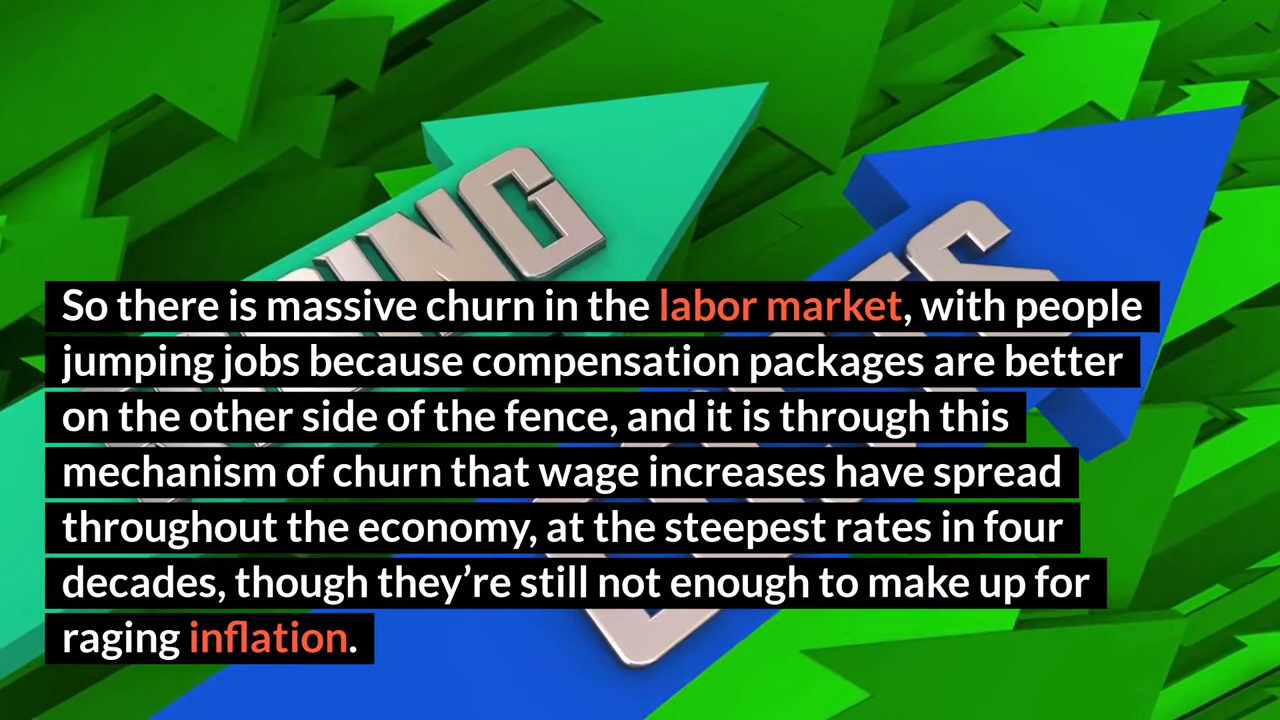 So there is massive churn in the labor market, with people
jumping jobs because compensation packages are better
on the other side of the fence, and it is through this
mechanism of churn that wage increases have spread
throughout the economy, at the steepest rates in four
decades, though they’re still not enough to make up for
raging inflation.